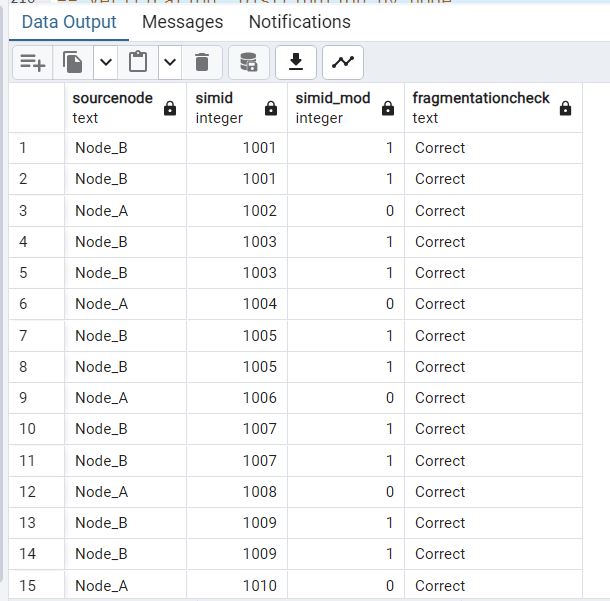 Data Output Messages Notifications
sourcenode simid simid_mod fragmentationcheck
text integer integer text
1 Node_B 1001 1 Correct
2 Node_B 1001 1 Correct
3 Node_A 1002 0 Correct
4 Node_B 1003 1 Correct
5 Node_B 1003 1 Correct
6 Node_A 1004 0 Correct
7 Node_B 1005 1 Correct
8 Node_B 1005 1 Correct
9 Node_A 1006 0 Correct
10 Node_B 1007 1 Correct
11 Node_B 1007 1 Correct
12 Node_A 1008 0 Correct
13 Node_B 1009 1 Correct
14 Node_B 1009 1 Correct
15 Node_A 1010 0 Correct